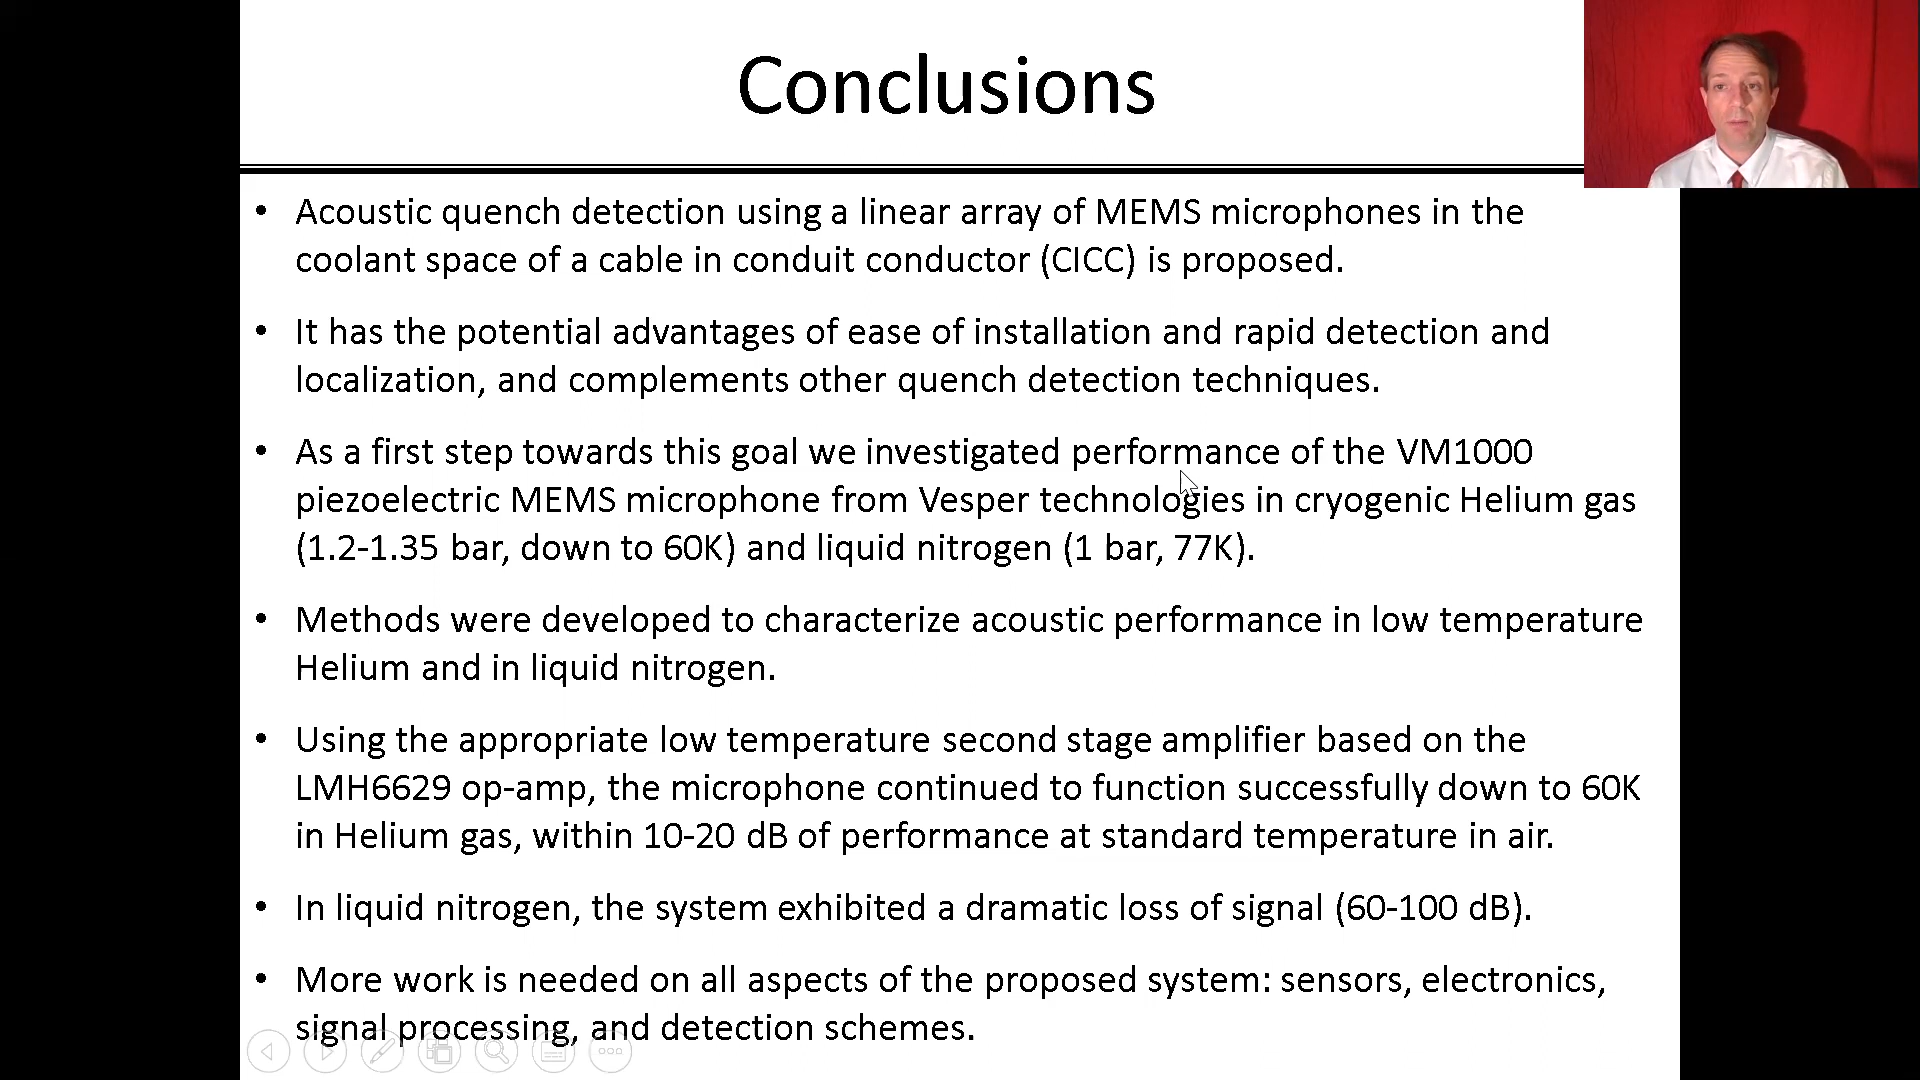 Conclusions
• Acoustic quench detection using a linear array of MEMS microphones in the
coolant space of a cable in conduit conductor (CICC) is proposed.
• It has the potential advantages of ease of installation and rapid detection and
localization, and complements other quench detection techniques.
• As a first step towards this goal we investigated performance of the VM1000
piezoelectric MEMS microphone from Vesper technologies in cryogenic Helium gas
(1.2-1.35 bar, down to 60K) and liquid nitrogen (1 bar, 77K).
• Methods were developed to characterize acoustic performance in low temperature
Helium and in liquid nitrogen.
• Using the appropriate low temperature second stage amplifier based on the
LMH6629 op-amp, the microphone continued to function successfully down to 60K
in Helium gas, within 10-20 dB of performance at standard temperature in air.
• In liquid nitrogen, the system exhibited a dramatic loss of signal (60-100 dB).
• More work is needed on all aspects of the proposed system: sensors, electronics,
signal processing, and detection schemes.